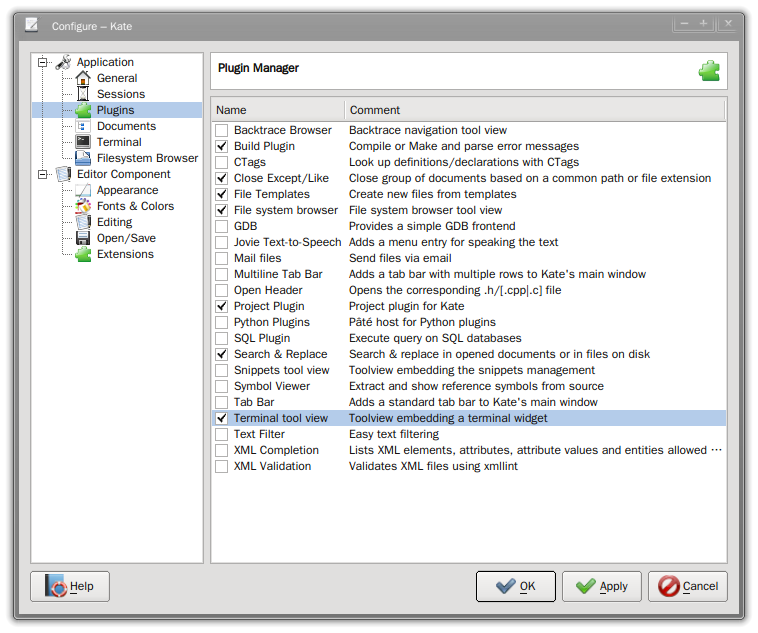 Configure – Kate
Application
General
Sessions
Plugins
Documents
Terminal
Filesystem Browser
Editor Component
Appearance
Fonts & Colors
Editing
Open/Save
Extensions
Plugin Manager
Name Comment
Backtrace Browser Backtrace navigation tool view
Build Plugin Compile or Make and parse error messages
CTags Look up definitions/declarations with CTags
Close Except/Like Close group of documents based on a common path or file extension
File Templates Create new files from templates
File system browser File system browser tool view
GDB Provides a simple GDB frontend
Jovie Text-to-Speech Adds a menu entry for speaking the text
Mail files Send files via email
Multiline Tab Bar Adds a tab bar with multiple rows to Kate's main window
Open Header Opens the corresponding .h/[.cpp|.c] file
Project Plugin Project plugin for Kate
Python Plugins Pâté host for Python plugins
SQL Plugin Execute query on SQL databases
Search & Replace Search & replace in opened documents or in files on disk
Snippets tool view Toolview embedding the snippets management
Symbol Viewer Extract and show reference symbols from source
Tab Bar Adds a standard tab bar to Kate's main window
Terminal tool view Toolview embedding a terminal widget
Text Filter Easy text filtering
XML Completion Lists XML elements, attributes, attribute values and entities allowed ...
XML Validation Validates XML files using xmllint
Help OK Apply Cancel